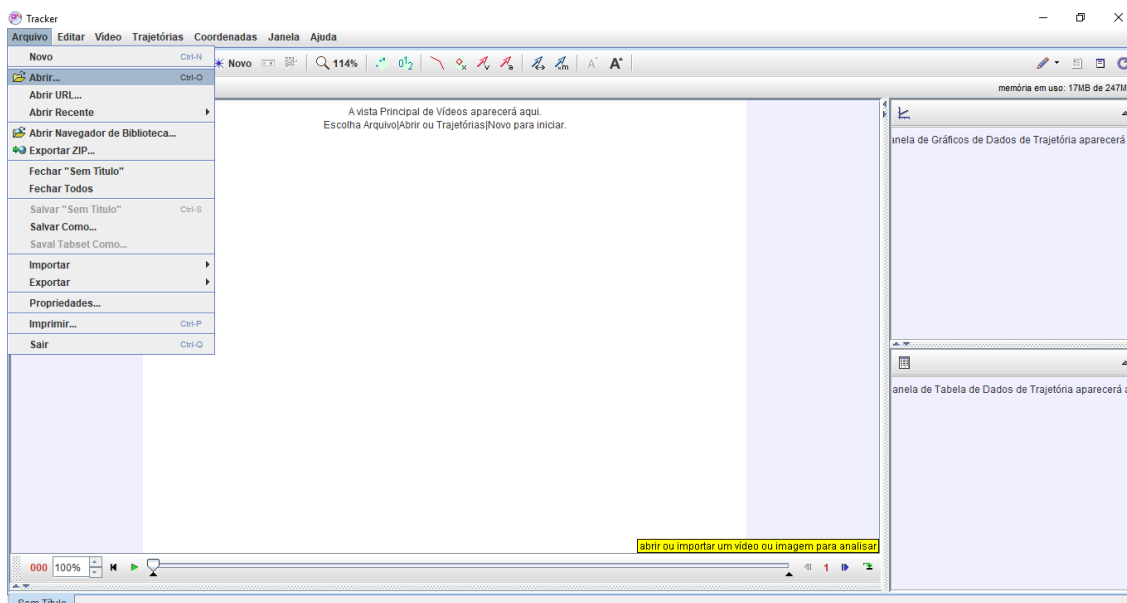 Tracker
Arquivo Editar Vídeo Trajetórias Coordenadas Janela Ajuda
Novo Ctrl-N
Novo 114%
Abrir... Ctrl-O
memória em uso: 17MB de 247M
Abrir URL...
Abrir Recente
Abrir Navegador de Biblioteca...
Exportar ZIP...
Fechar "Sem Título"
Fechar Todos
Salvar "Sem Título" Ctrl-S
Salvar Como...
Saval Tabset Como...
Importar
Exportar
Propriedades...
Imprimir... Ctrl-P
Sair Ctrl-Q
A vista Principal de Vídeos aparecerá aqui.
Escolha Arquivo|Abrir ou Trajetórias|Novo para iniciar.
anela de Gráficos de Dados de Trajetória aparecerá
anela de Tabela de Dados de Trajetória aparecerá a
abrir ou importar um vídeo ou imagem para analisar
000 100% 1
Sem Título